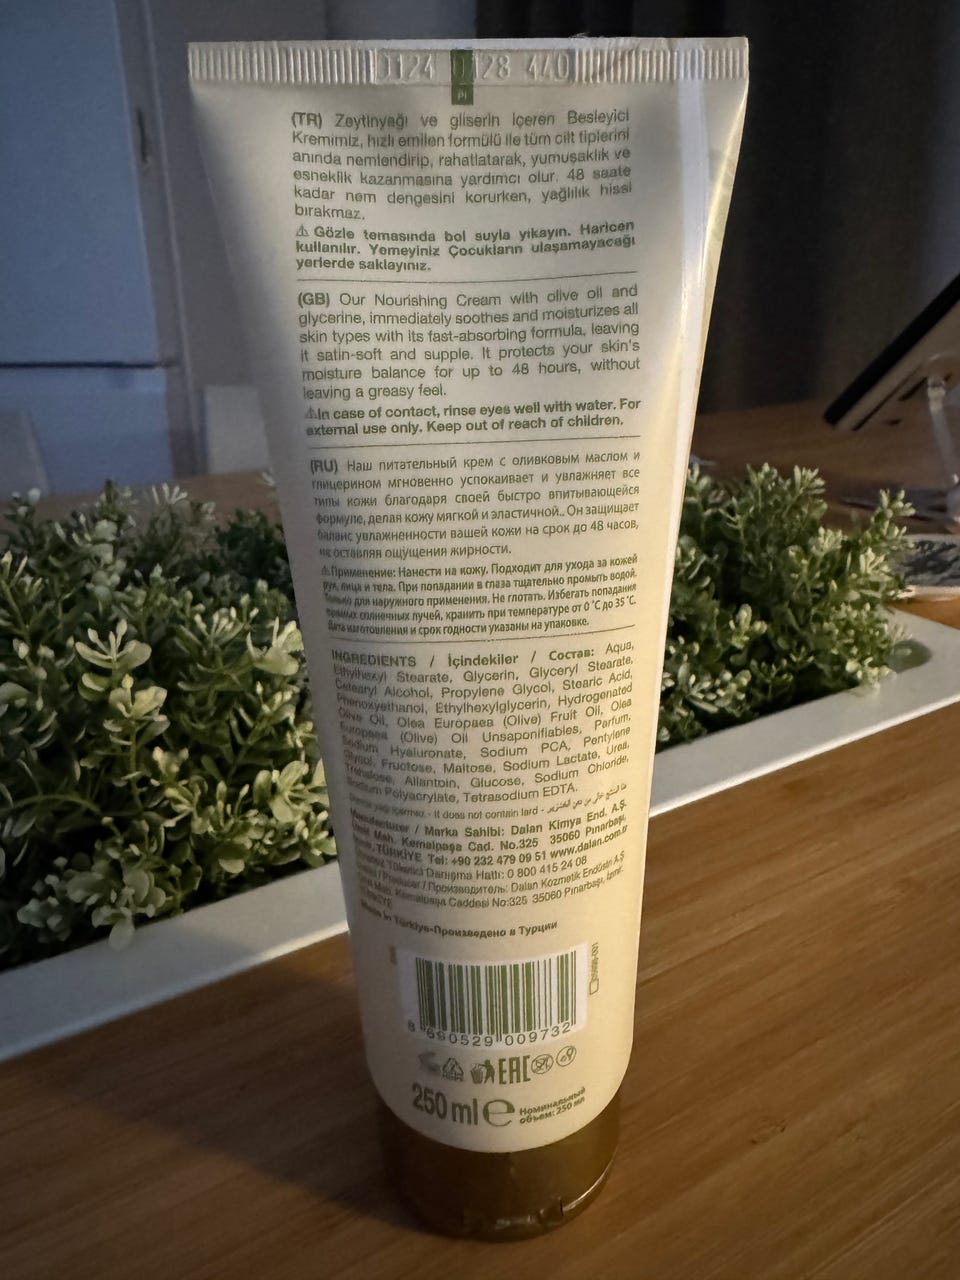 0124 0128 440
(TR) Zeytinyağı ve gliserin içeren Besleyici
Kremimiz, hızlı emilen formülü ile tüm cilt tiplerini
anında nemlendirip, rahatlatarak, yumuşaklık ve
esneklik kazanmasına yardımcı olur. 48 saate
kadar nem dengesini korurken, yağlılık hissi
bırakmaz.
⚠ Gözle temasında bol suyla yıkayın. Haricen
kullanılır. Yemeyiniz Çocukların ulaşamayacağı
yerlerde saklayınız.
(GB) Our Nourishing Cream with olive oil and
glycerine, immediately soothes and moisturizes all
skin types with its fast-absorbing formula, leaving
it satin-soft and supple. It protects your skin's
moisture balance for up to 48 hours, without
leaving a greasy feel.
⚠In case of contact, rinse eyes well with water. For
external use only. Keep out of reach of children.
(RU) Наш питательный крем с оливковым маслом и
глицерином мгновенно успокаивает и увлажняет все
типы кожи благодаря своей быстро впитывающейся
формуле, делая кожу мягкой и эластичной.. Он защищает
баланс увлажненности вашей кожи на срок до 48 часов,
не оставляя ощущения жирности.
⚠Применение: Нанести на кожу. Подходит для ухода за кожей
рук, лица и тела. При попадании в глаза тщательно промыть водой.
Только для наружного применения. Не глотать. Избегать попадания
прямых солнечных лучей, хранить при температуре от 0 °C до 35 °C.
Дата изготовления и срок годности указаны на упаковке.
INGREDIENTS / İçindekiler / Состав: Aqua,
Ethylhexyl Stearate, Glycerin, Glyceryl Stearate,
Cetearyl Alcohol, Propylene Glycol, Stearic Acid,
Phenoxyethanol, Ethylhexylglycerin, Hydrogenated
Olive Oil, Olea Europaea (Olive) Fruit Oil, Olea
Europaea (Olive) Oil Unsaponifiables, Parfum,
Sodium Hyaluronate, Sodium PCA, Pentylene
Glycol, Fructose, Maltose, Sodium Lactate, Urea,
Trehalose, Allantoin, Glucose, Sodium Chloride,
Sodium Polyacrylate, Tetrasodium EDTA.
yağı içermez. - It does not contain lard -
Manufacturer / Marka Sahibi: Dalan Kimya End. A.Ş.
Ümit Mah. Kemalpaşa Cad. No.325 35060 Pınarbaşı,
TÜRKİYE Tel: +90 232 479 09 51 www.dalan.com.tr
Tüketici Danışma Hattı: 0 800 415 24 08
/ Producer / Производитель: Dalan Kozmetik Endüstri A.Ş
Mah. Kemalpaşa Caddesi No:325 35060 Pınarbaşı, İzmir.
Made in Türkiye-Произведено в Турции
8 690529 009732
EAC
250 ml e Номинальный
объем: 250 мл